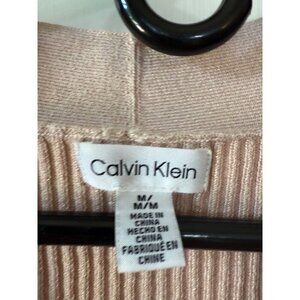 Calvin Klein
M/
M/M
MADE IN
CHINA
HECHO EN
CHINA
FABRIQUÉ EN
CHINE